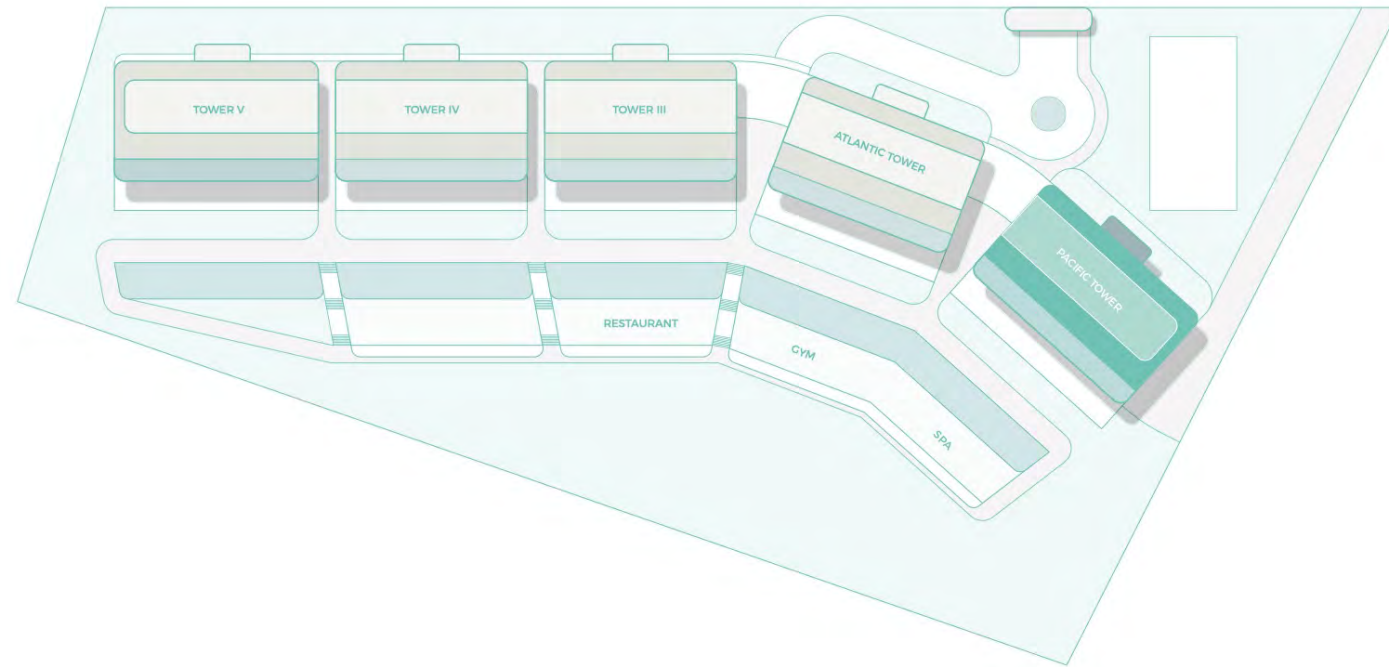 TOWER V
TOWER IV
TOWER III
ATLANTIC TOWER
PACIFIC TOWER
RESTAURANT
GYM
SPA